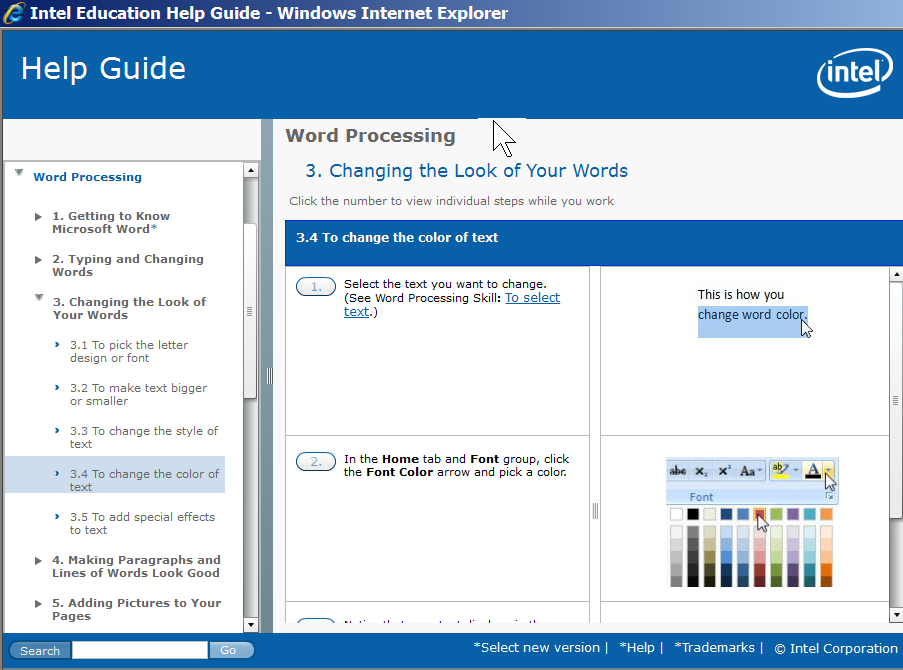 Intel Education Help Guide - Windows Internet Explorer
Help Guide
intel
Word Processing
1. Getting to Know
Microsoft Word*
2. Typing and Changing
Words
3. Changing the Look of
Your Words
3.1 To pick the letter
design or font
3.2 To make text bigger
or smaller
3.3 To change the style of
text
3.4 To change the color of
text
3.5 To add special effects
to text
4. Making Paragraphs and
Lines of Words Look Good
5. Adding Pictures to Your
Pages
Word Processing
3. Changing the Look of Your Words
Click the number to view individual steps while you work
3.4 To change the color of text
1.
Select the text you want to change.
(See Word Processing Skill: To select
text.)
This is how you
change word color.
2.
In the Home tab and Font group, click
the Font Color arrow and pick a color.
abc X₂ X² Aa ab A
Font
Search
Go
*Select new version | *Help | *Trademarks | © Intel Corporation